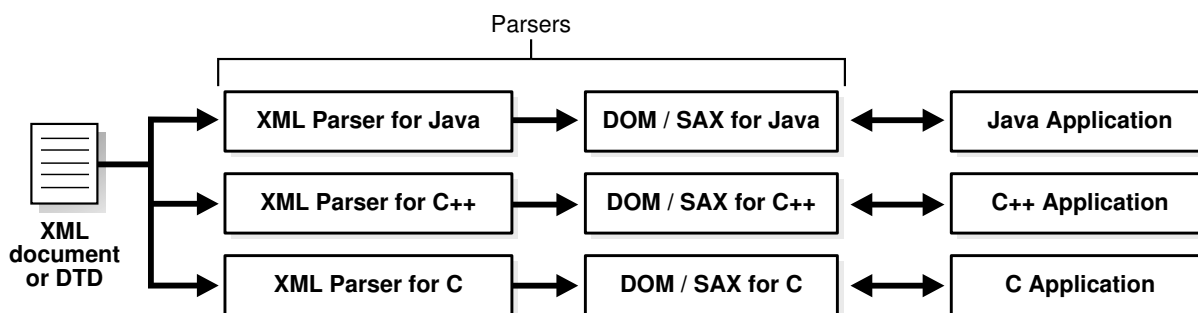 Parsers
XML Parser for Java
DOM / SAX for Java
Java Application
XML Parser for C++
DOM / SAX for C++
C++ Application
XML
document
or DTD
XML Parser for C
DOM / SAX for C
C Application